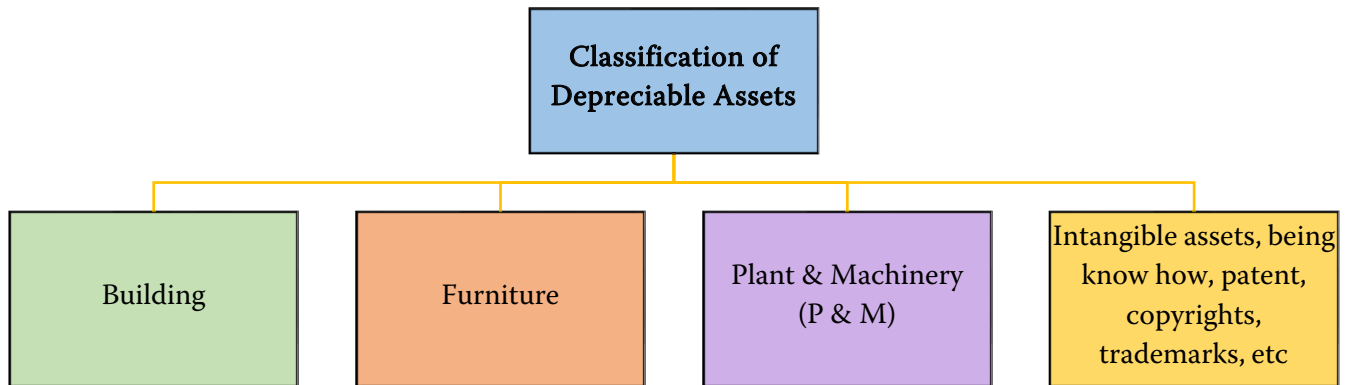 Classification of
Depreciable Assets
Building
Furniture
Plant & Machinery
(P & M)
Intangible assets, being
know how, patent,
copyrights,
trademarks, etc